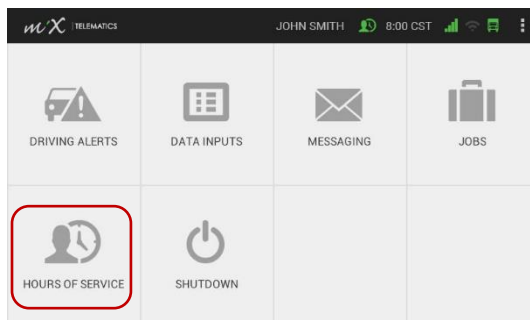 mix TELEMATICS
JOHN SMITH 8:00 CST
DRIVING ALERTS
DATA INPUTS
MESSAGING
JOBS
HOURS OF SERVICE
SHUTDOWN